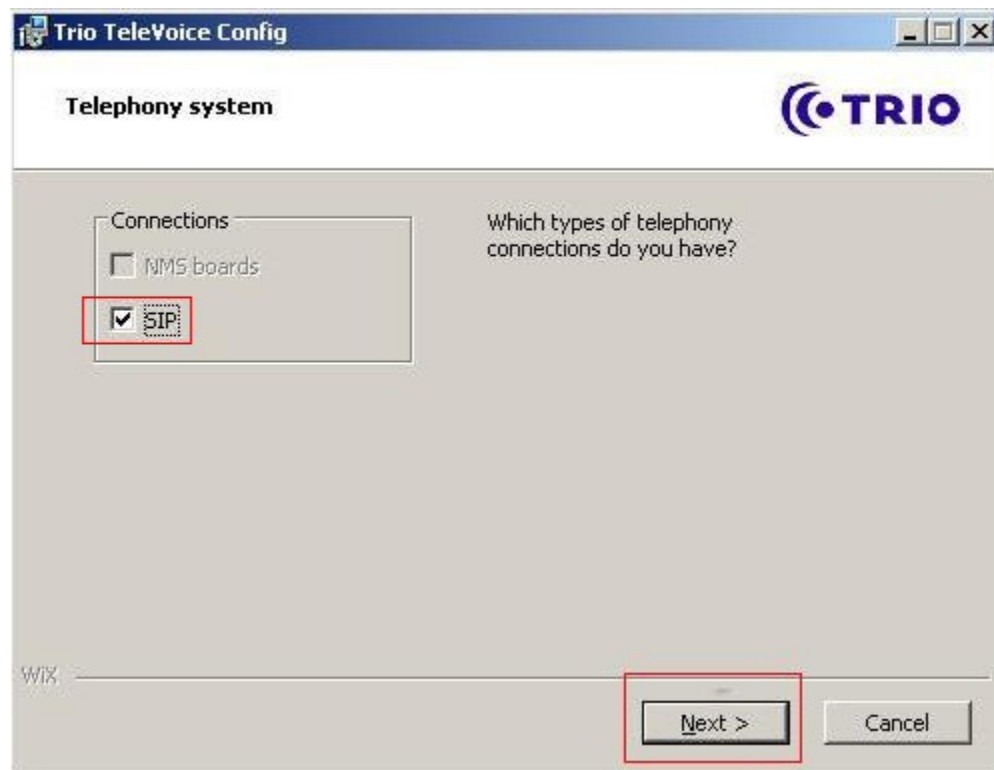 Trio TeleVoice Config
Telephony system
TRIO
Connections
NMS boards
SIP
Which types of telephony
connections do you have?
WiX
Next >
Cancel